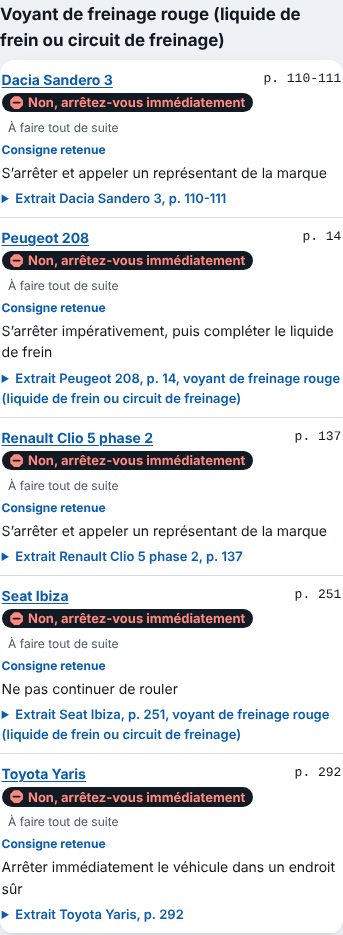 Voyant de freinage rouge (liquide de
frein ou circuit de freinage)
Dacia Sandero 3 p. 110-111
Non, arrêtez-vous immédiatement
À faire tout de suite
Consigne retenue
S’arrêter et appeler un représentant de la marque
Extrait Dacia Sandero 3, p. 110-111
Peugeot 208 p. 14
Non, arrêtez-vous immédiatement
À faire tout de suite
Consigne retenue
S’arrêter impérativement, puis compléter le liquide
de frein
Extrait Peugeot 208, p. 14, voyant de freinage rouge
(liquide de frein ou circuit de freinage)
Renault Clio 5 phase 2 p. 137
Non, arrêtez-vous immédiatement
À faire tout de suite
Consigne retenue
S’arrêter et appeler un représentant de la marque
Extrait Renault Clio 5 phase 2, p. 137
Seat Ibiza p. 251
Non, arrêtez-vous immédiatement
À faire tout de suite
Consigne retenue
Ne pas continuer de rouler
Extrait Seat Ibiza, p. 251, voyant de freinage rouge
(liquide de frein ou circuit de freinage)
Toyota Yaris p. 292
Non, arrêtez-vous immédiatement
À faire tout de suite
Consigne retenue
Arrêter immédiatement le véhicule dans un endroit
sûr
Extrait Toyota Yaris, p. 292